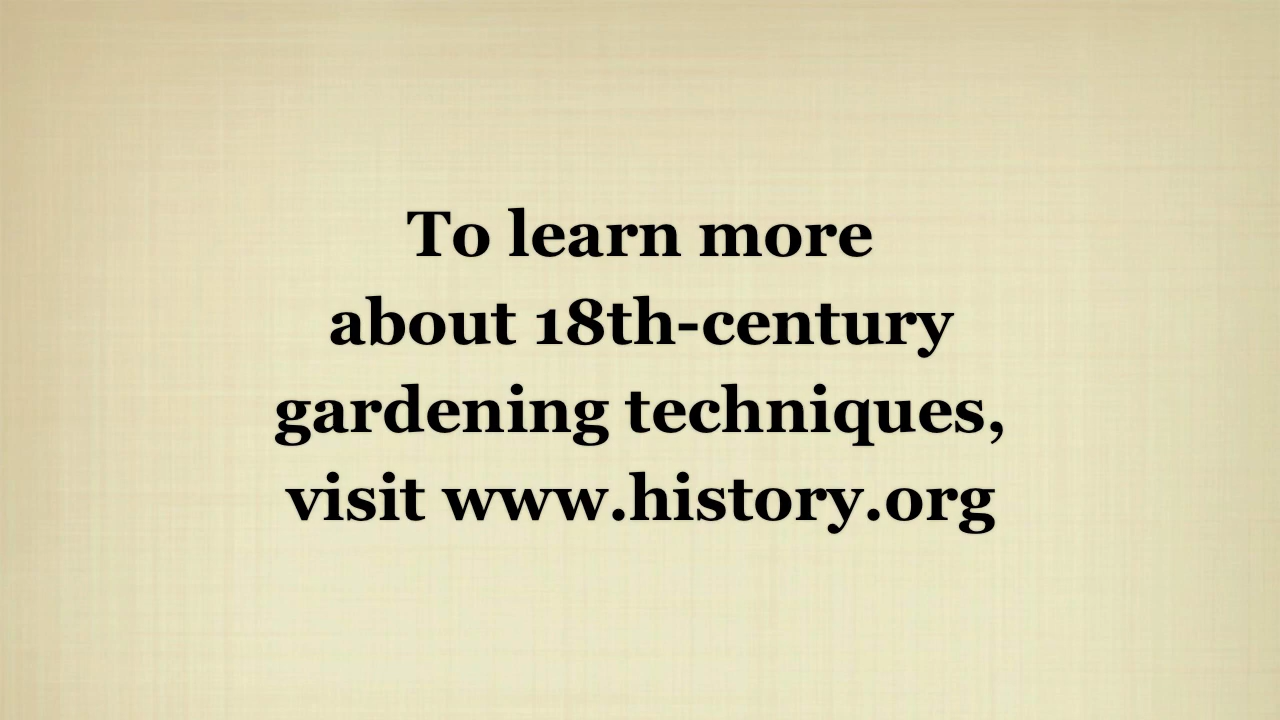 To learn more
about 18th-century
gardening techniques,
visit www.history.org